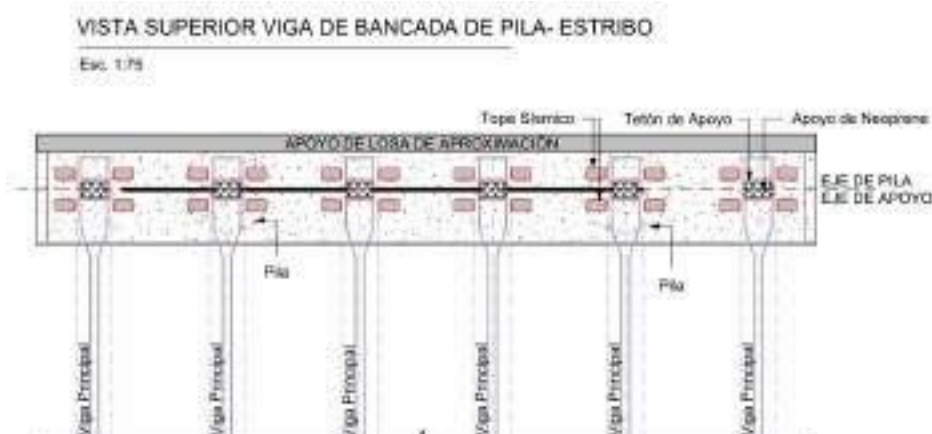 VISTA SUPERIOR VIGA DE BANCADA DE PILA- ESTRIBO
Esc. 1:75
Tope Sísmico
Tetón de Apoyo
Apoyo de Neoprene
APOYO DE LOSA DE APROXIMACIÓN
EJE DE PILA
EJE DE APOYO
Pila
Pila
Viga Principal
Viga Principal
Viga Principal
Viga Principal
Viga Principal
Viga Principal